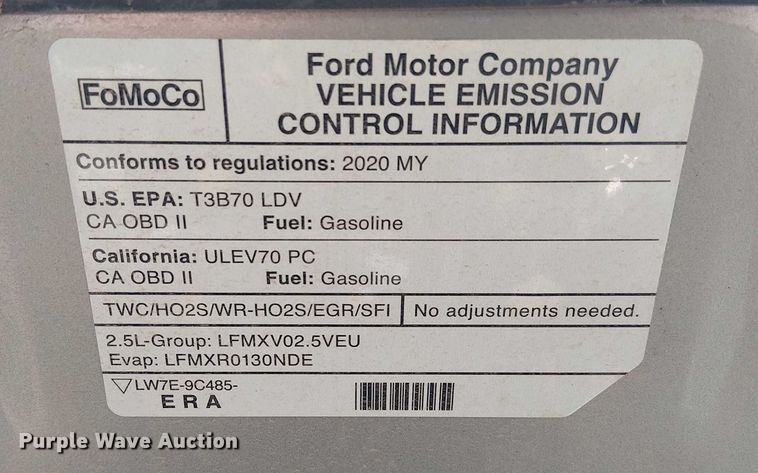 FoMoCo
Ford Motor Company
VEHICLE EMISSION
CONTROL INFORMATION
Conforms to regulations: 2020 MY
U.S. EPA: T3B70 LDV
CA OBD II Fuel: Gasoline
California: ULEV70 PC
CA OBD II Fuel: Gasoline
TWC/HO2S/WR-HO2S/EGR/SFI No adjustments needed.
2.5L-Group: LFMXV02.5VEU
Evap: LFMXR0130NDE
LW7E-9C485-
E R A
Purple Wave Auction